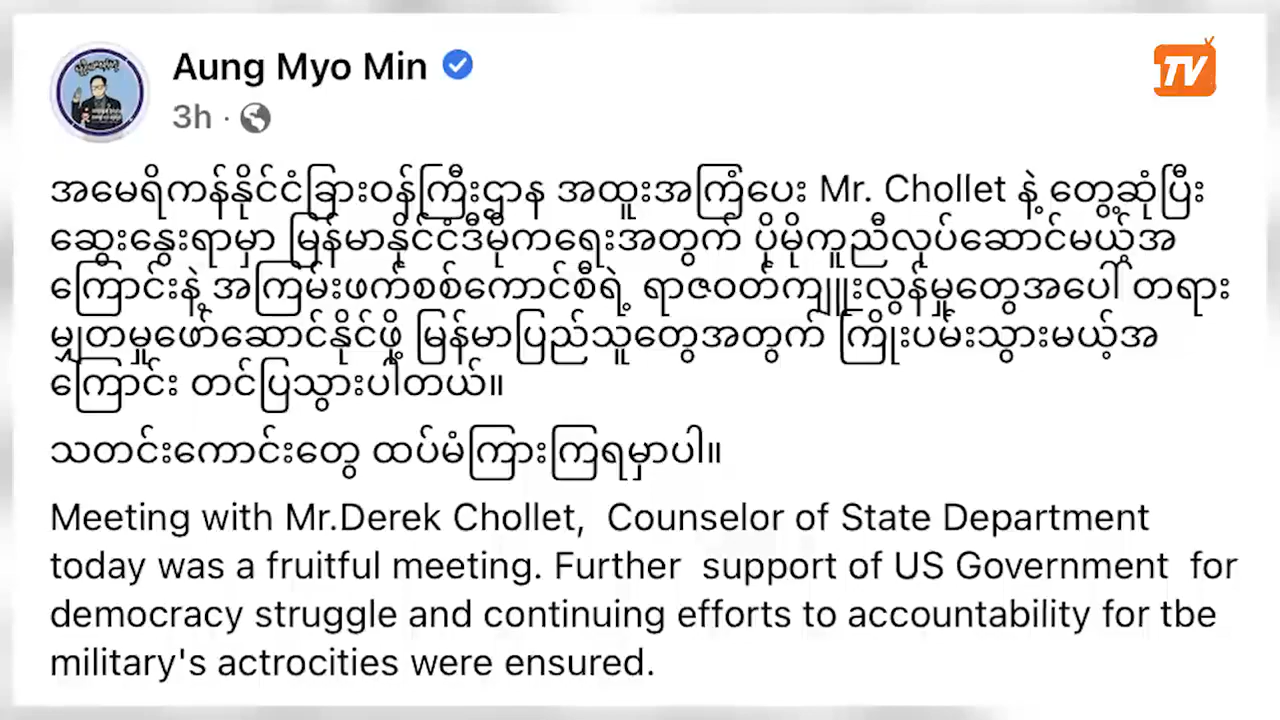 Aung Myo Min
3h ·
TV
အမေရိကန်နိုင်ငံခြားဝန်ကြီးဌာန အထူးအကြံပေး Mr. Chollet နဲ့ တွေ့ဆုံပြီး
ဆွေးနွေးရာမှာ မြန်မာနိုင်ငံဒီမိုကရေးအတွက် ပိုမိုကူညီလုပ်ဆောင်မယ့်အ
ကြောင်းနဲ့ အကြမ်းဖက်စစ်ကောင်စီရဲ့ ရာဇဝတ်ကျူးလွန်မှုတွေအပေါ် တရား
မျှတမှုဖော်ဆောင်နိုင်ဖို့ မြန်မာပြည်သူတွေအတွက် ကြိုးပမ်းသွားမယ့်အ
ကြောင်း တင်ပြသွားပါတယ်။
သတင်းကောင်းတွေ ထပ်မံကြားကြရမှာပါ။
Meeting with Mr.Derek Chollet, Counselor of State Department
today was a fruitful meeting. Further support of US Government for
democracy struggle and continuing efforts to accountability for tbe
military's actrocities were ensured.